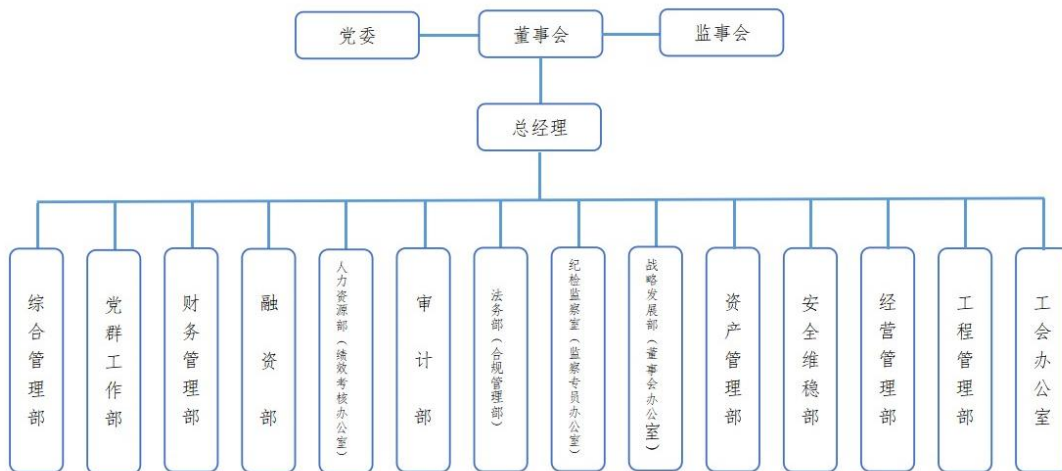 党委
董事会
监事会
总经理
综合管理部
党群工作部
财务管理部
融资部
人力资源部（绩效考核办公室）
审计部
法务部（合规管理部）
纪检监察室（监察专员办公室）
战略发展部（董事会办公室）
资产管理部
安全维稳部
经营管理部
工程管理部
工会办公室